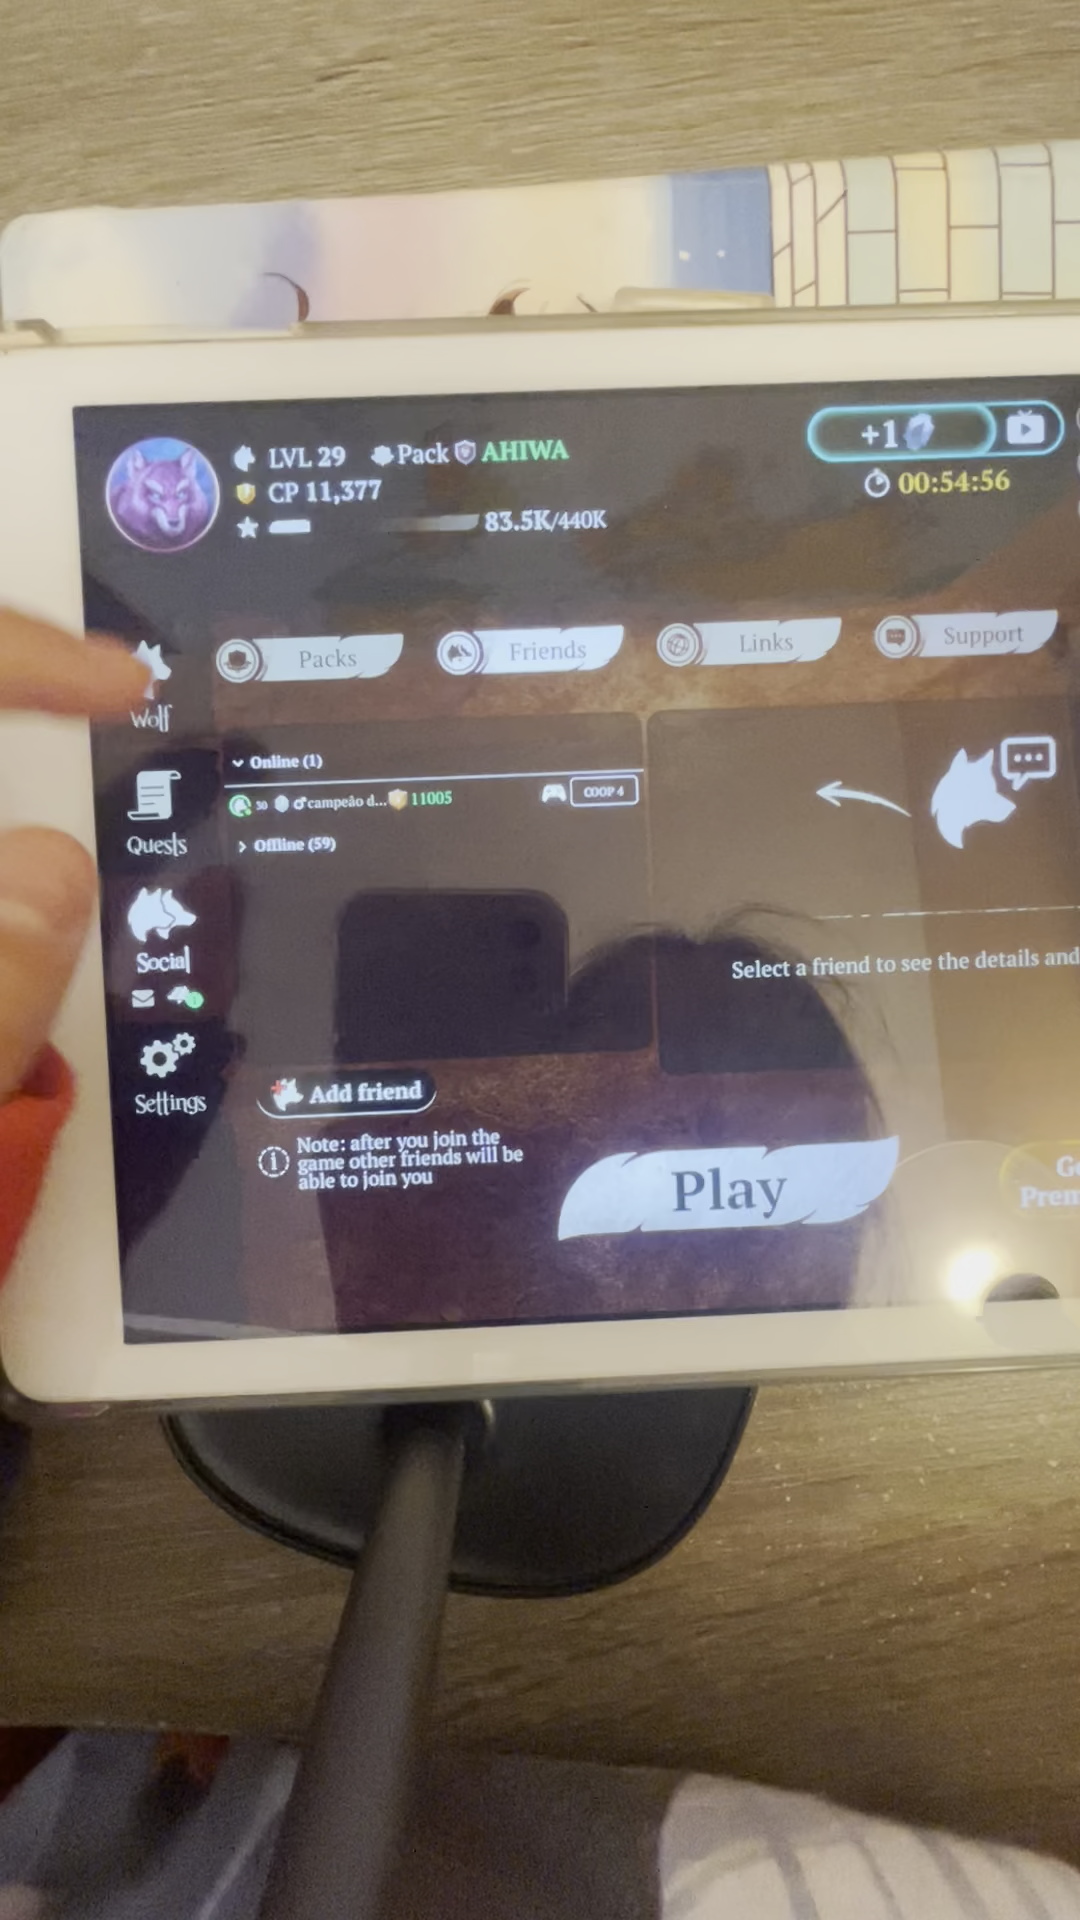 LVL 29 Pack AHIWA
CP 11,377
83.5K/440K
+1
00:54:56
Packs
Friends
Links
Support
Wolf
Quests
Social
Settings
Online (1)
30 campeão d... 11005 COOP 4
Offline (59)
Select a friend to see the details and
Add friend
Note: after you join the
game other friends will be
able to join you
Play